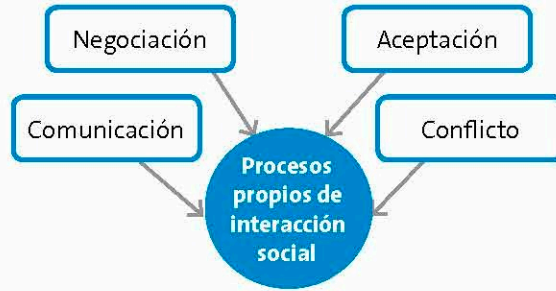 Negociación
Aceptación
Comunicación
Conflicto
Procesos
propios de
interacción
social